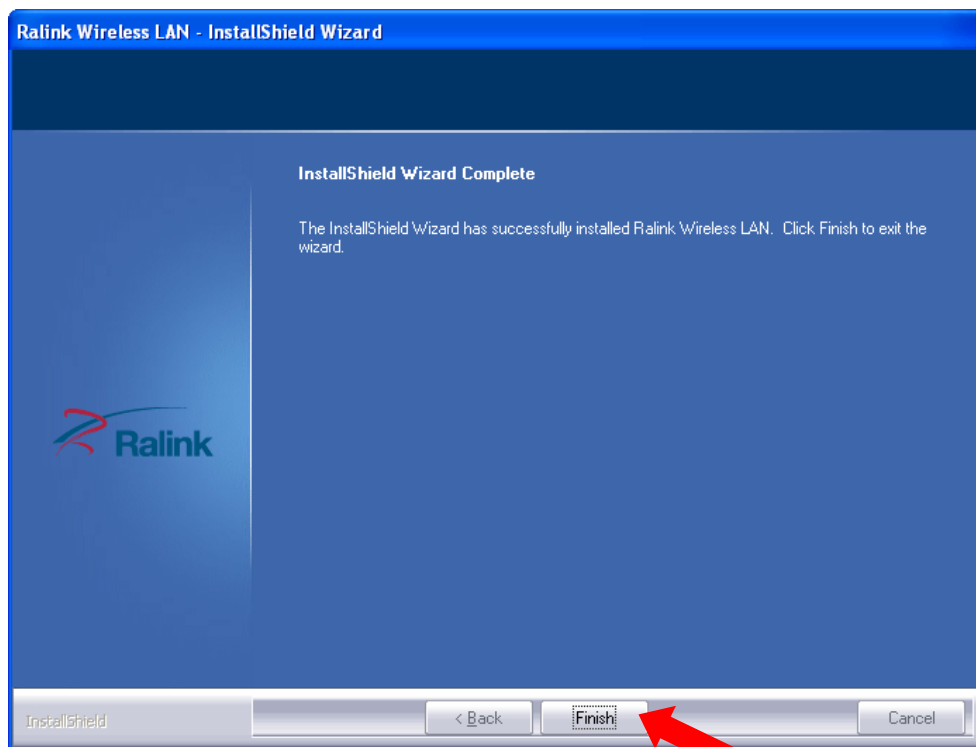 Ralink Wireless LAN - InstallShield Wizard
InstallShield Wizard Complete
The InstallShield Wizard has successfully installed Ralink Wireless LAN. Click Finish to exit the
wizard.
Ralink
InstallShield
< Back
Finish
Cancel